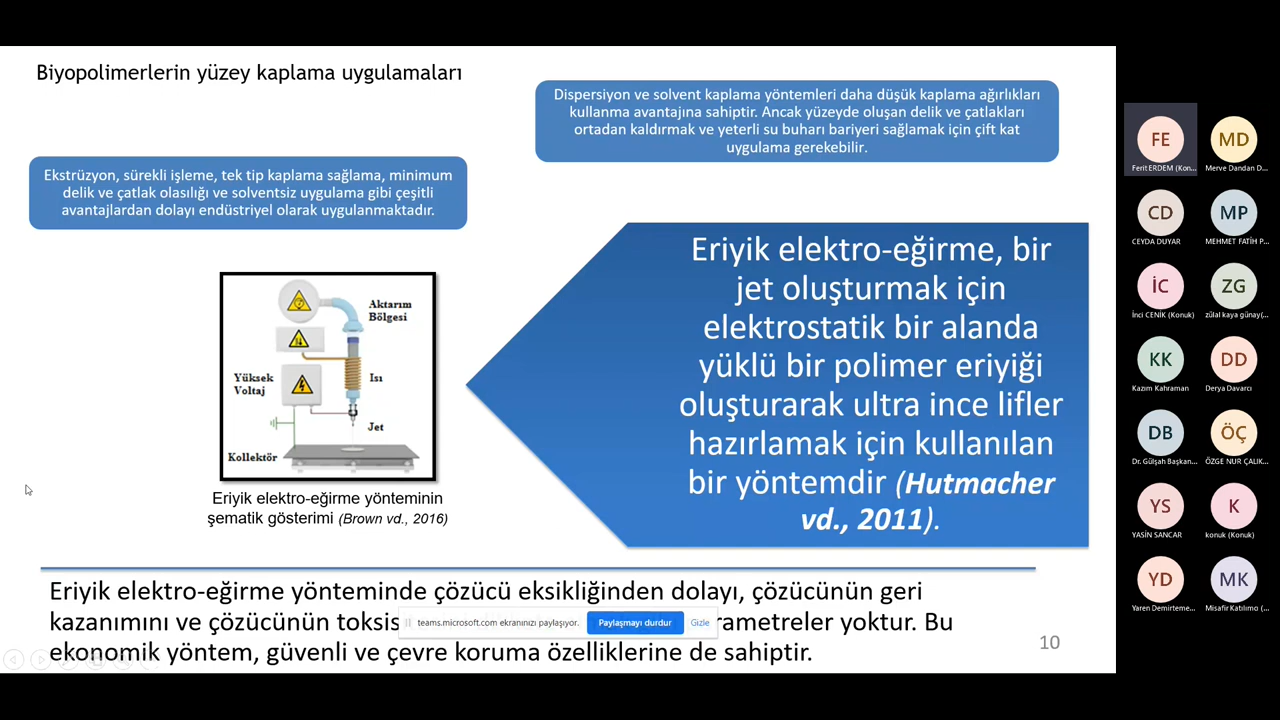 Biyopolimerlerin yüzey kaplama uygulamaları
Dispersiyon ve solvent kaplama yöntemleri daha düşük kaplama ağırlıkları
kullanma avantajına sahiptir. Ancak yüzeyde oluşan delik ve çatlakları
ortadan kaldırmak ve yeterli su buharı bariyeri sağlamak için çift kat
uygulama gerekebilir.
Ekstrüzyon, sürekli işleme, tek tip kaplama sağlama, minimum
delik ve çatlak olasılığı ve solventsiz uygulama gibi çeşitli
avantajlardan dolayı endüstriyel olarak uygulanmaktadır.
Eriyik elektro-eğirme, bir
jet oluşturmak için
elektrostatik bir alanda
yüklü bir polimer eriyiği
oluşturarak ultra ince lifler
hazırlamak için kullanılan
bir yöntemdir (Hutmacher
vd., 2011).
Aktarım
Bölgesi
Yüksek
Voltaj
Isı
Jet
Kollektör
Eriyik elektro-eğirme yönteminin
şematik gösterimi (Brown vd., 2016)
Eriyik elektro-eğirme yönteminde çözücü eksikliğinden dolayı, çözücünün geri
kazanımını ve çözücünün toksis rametreler yoktur. Bu
ekonomik yöntem, güvenli ve çevre koruma özelliklerine de sahiptir.
teams.microsoft.com ekranınızı paylaşıyor.
Paylaşmayı durdur
Gizle
10
FE
Ferit ERDEM (Kon...
MD
Merve Dandan D...
CD
CEYDA DUYAR
MP
MEHMET FATİH P...
İC
İnci CENİK (Konuk)
ZG
zülal kaya günay(...
KK
Kazım Kahraman
DD
Derya Davarcı
DB
Dr. Gülşah Başkan...
ÖÇ
ÖZGE NUR ÇALIK...
YS
YASİN SANCAR
K
konuk (Konuk)
YD
Yaren Demirteme...
MK
Misafir Katılımcı (...